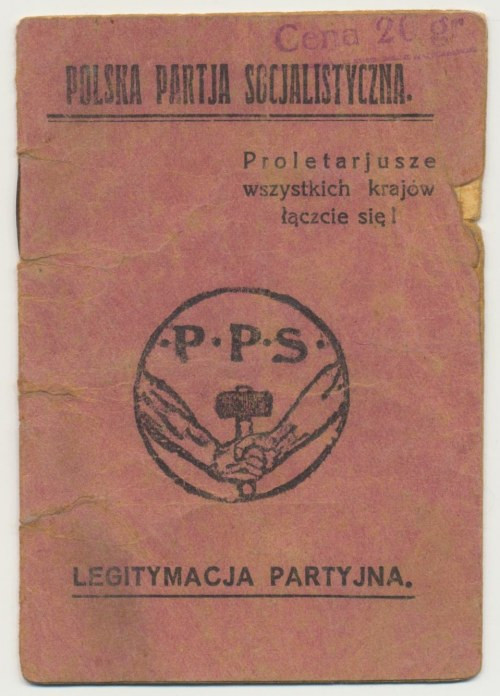 Cena 20 gr
POLSKA PARTJA SOCJALISTYCZNA.
Proletarjusze
wszystkich krajów
łączcie się!
·P·P·S·
LEGITYMACJA PARTYJNA.